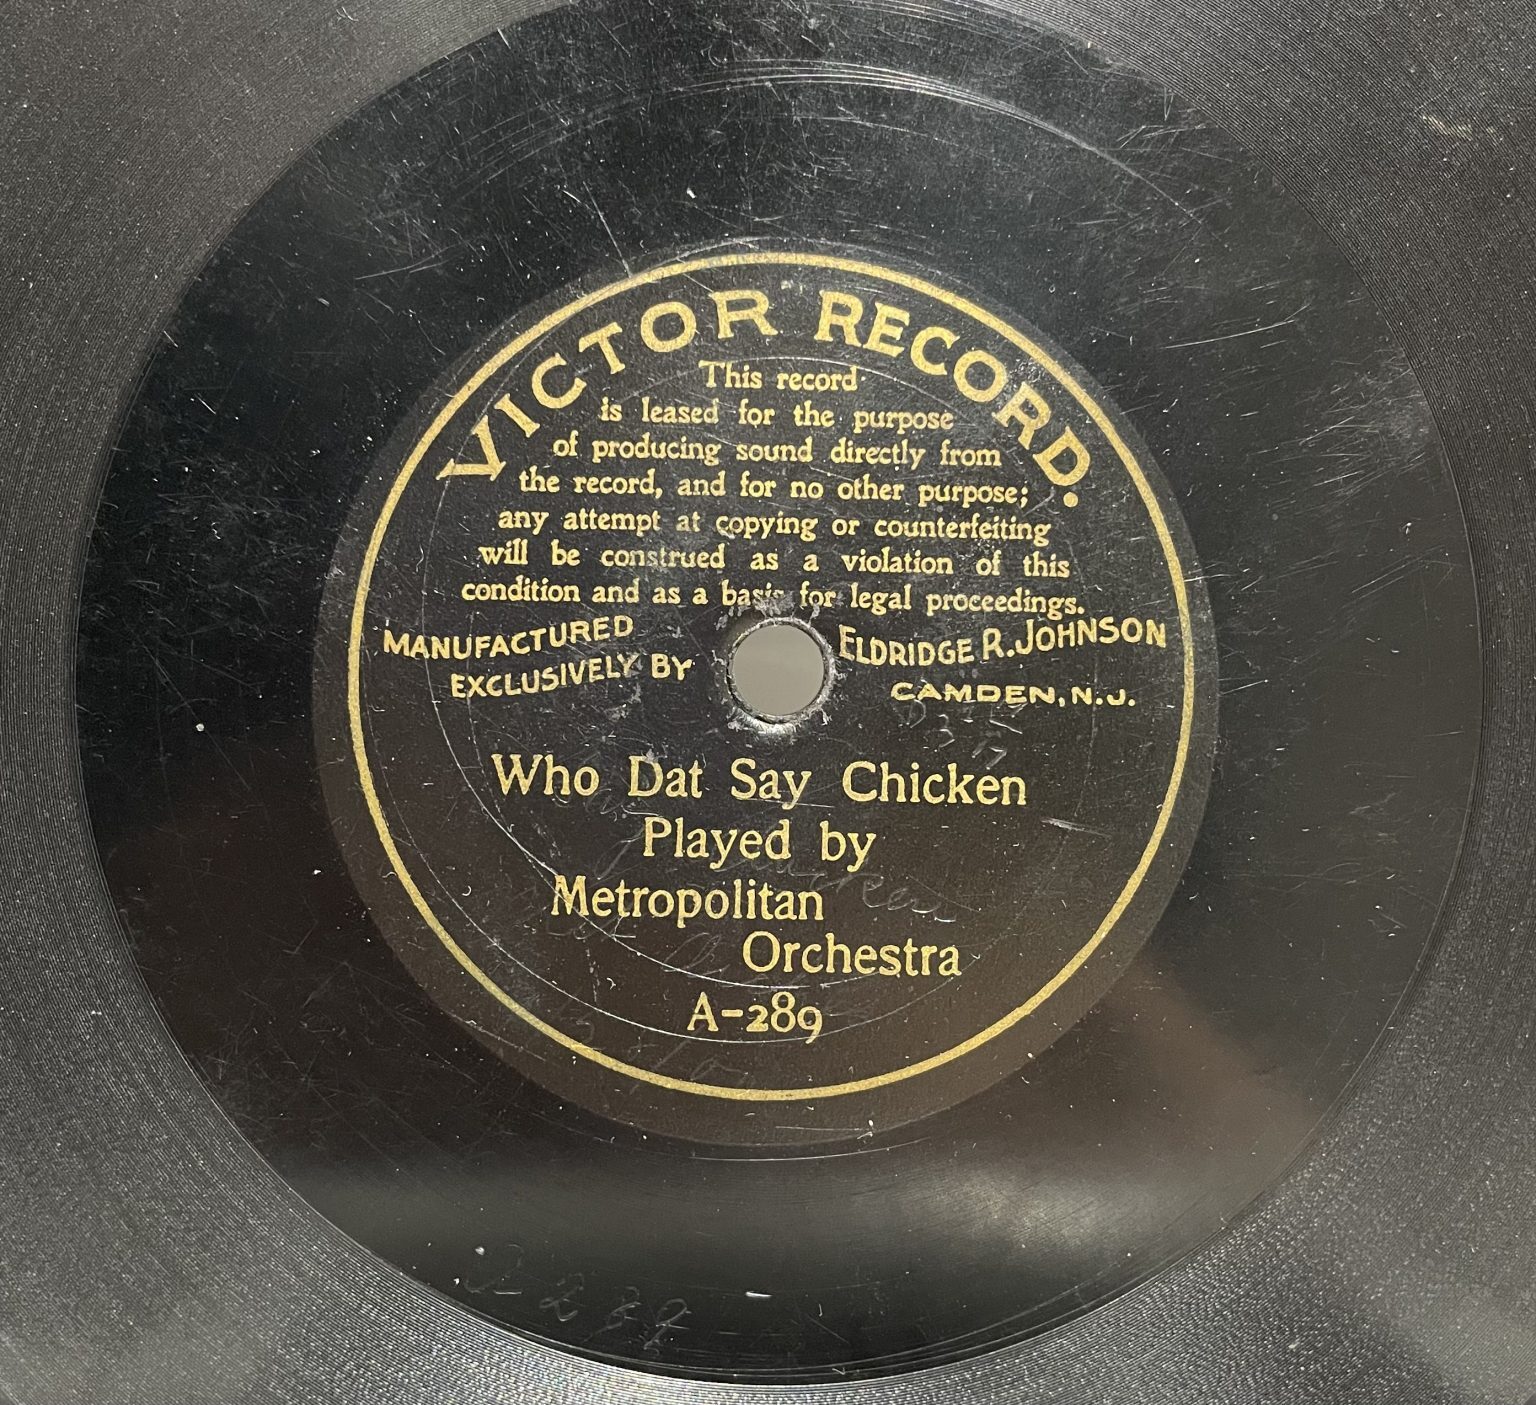 VICTOR RECORD.
This record
is leased for the purpose
of producing sound directly from
the record, and for no other purpose;
any attempt at copying or counterfeiting
will be construed as a violation of this
condition and as a basis for legal proceedings.
MANUFACTURED
EXCLUSIVELY BY
ELDRIDGE R. JOHNSON
CAMDEN, N.J.
Who Dat Say Chicken
Played by
Metropolitan
Orchestra
A-289